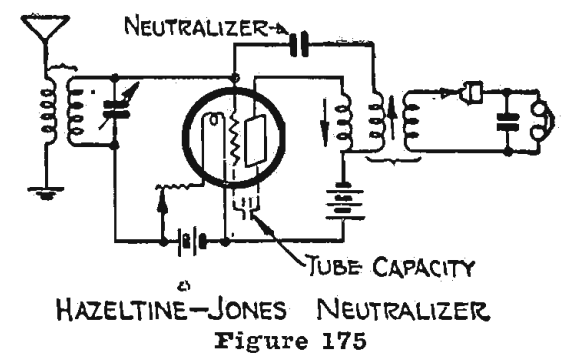 NEUTRALIZER
TUBE CAPACITY
HAZELTINE–JONES NEUTRALIZER
Figure 175